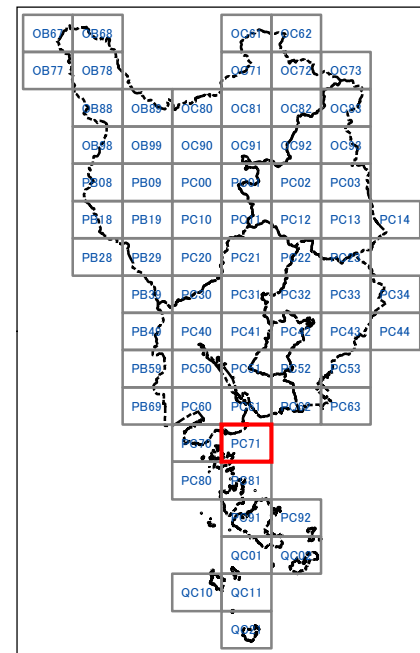 OB67 OB68 OC61 OC62
OB77 OB78 OC71 OC72 OC73
OB88 OB89 OC80 OC81 OC82 OC83
OB98 OB99 OC90 OC91 OC92 OC93
PB08 PB09 PC00 PC01 PC02 PC03
PB18 PB19 PC10 PC11 PC12 PC13 PC14
PB28 PB29 PC20 PC21 PC22 PC23
PB39 PC30 PC31 PC32 PC33 PC34
PB49 PC40 PC41 PC42 PC43 PC44
PB59 PC50 PC51 PC52 PC53
PB69 PC60 PC61 PC62 PC63
PC70 PC71
PC80 PC81
PC91 PC92
QC01 QC02
QC10 QC11
QC21